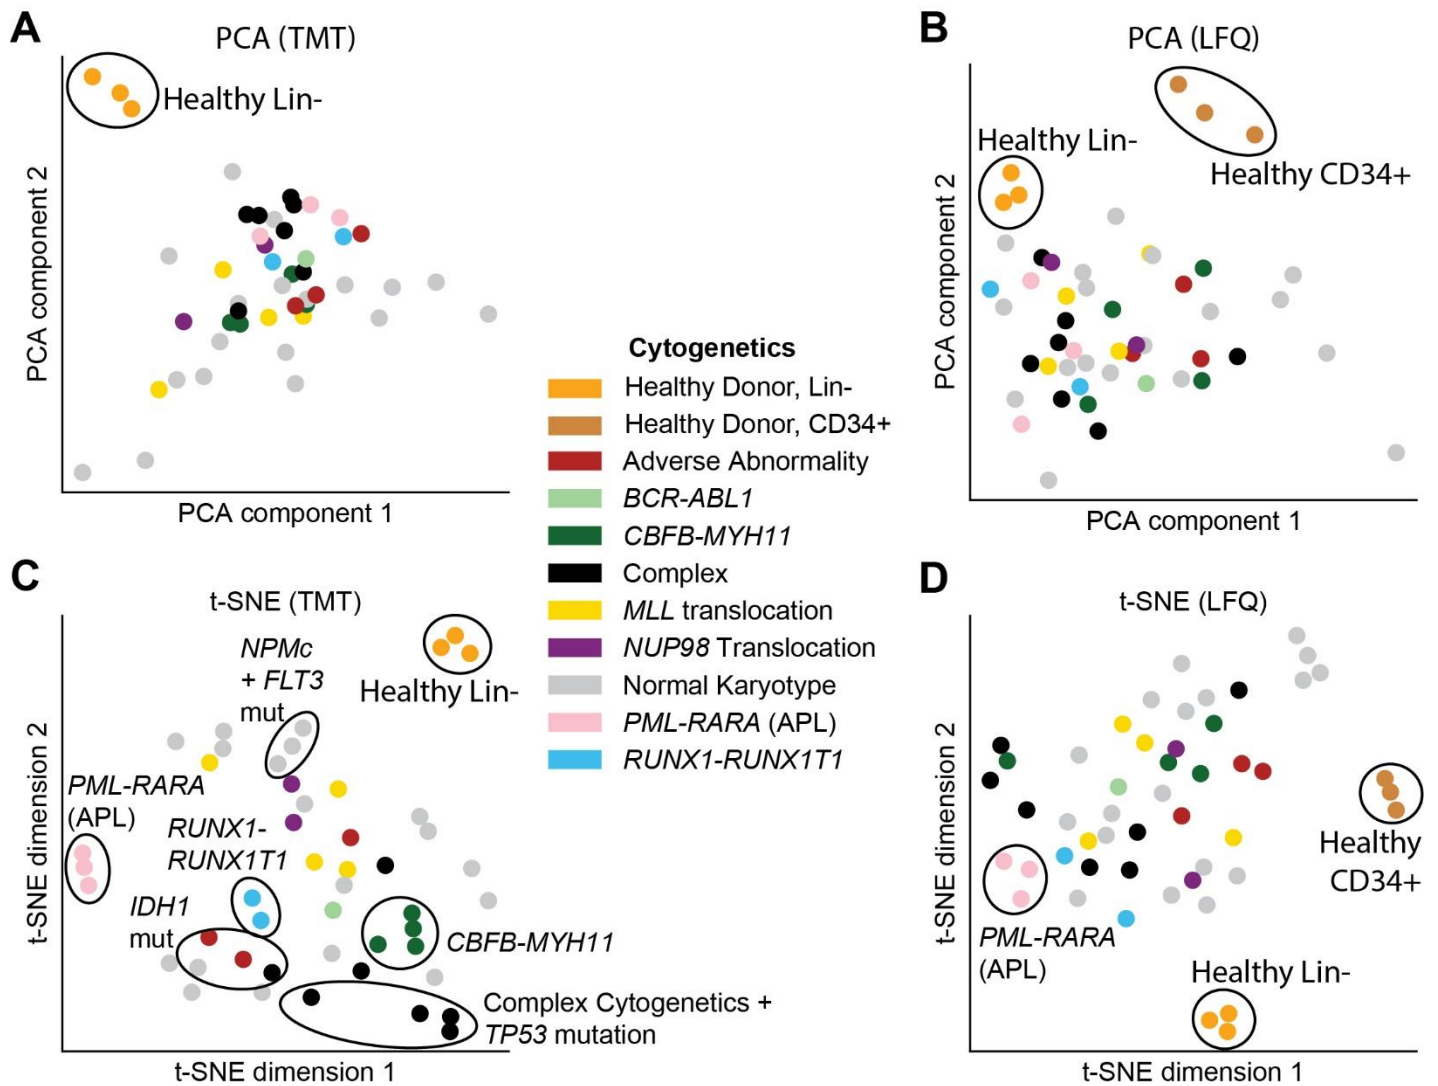 A
PCA (TMT)
Healthy Lin-
PCA component 2
PCA component 1
B
PCA (LFQ)
Healthy Lin-
Healthy CD34+
PCA component 2
PCA component 1
Cytogenetics
Healthy Donor, Lin-
Healthy Donor, CD34+
Adverse Abnormality
BCR-ABL1
CBFB-MYH11
Complex
MLL translocation
NUP98 Translocation
Normal Karyotype
PML-RARA (APL)
RUNX1-RUNX1T1
C
t-SNE (TMT)
NPMc
+ FLT3
mut
Healthy Lin-
PML-RARA
(APL)
RUNX1-
RUNX1T1
IDH1
mut
CBFB-MYH11
Complex Cytogenetics +
TP53 mutation
t-SNE dimension 2
t-SNE dimension 1
D
t-SNE (LFQ)
Healthy
CD34+
PML-RARA
(APL)
Healthy Lin-
t-SNE dimension 2
t-SNE dimension 1